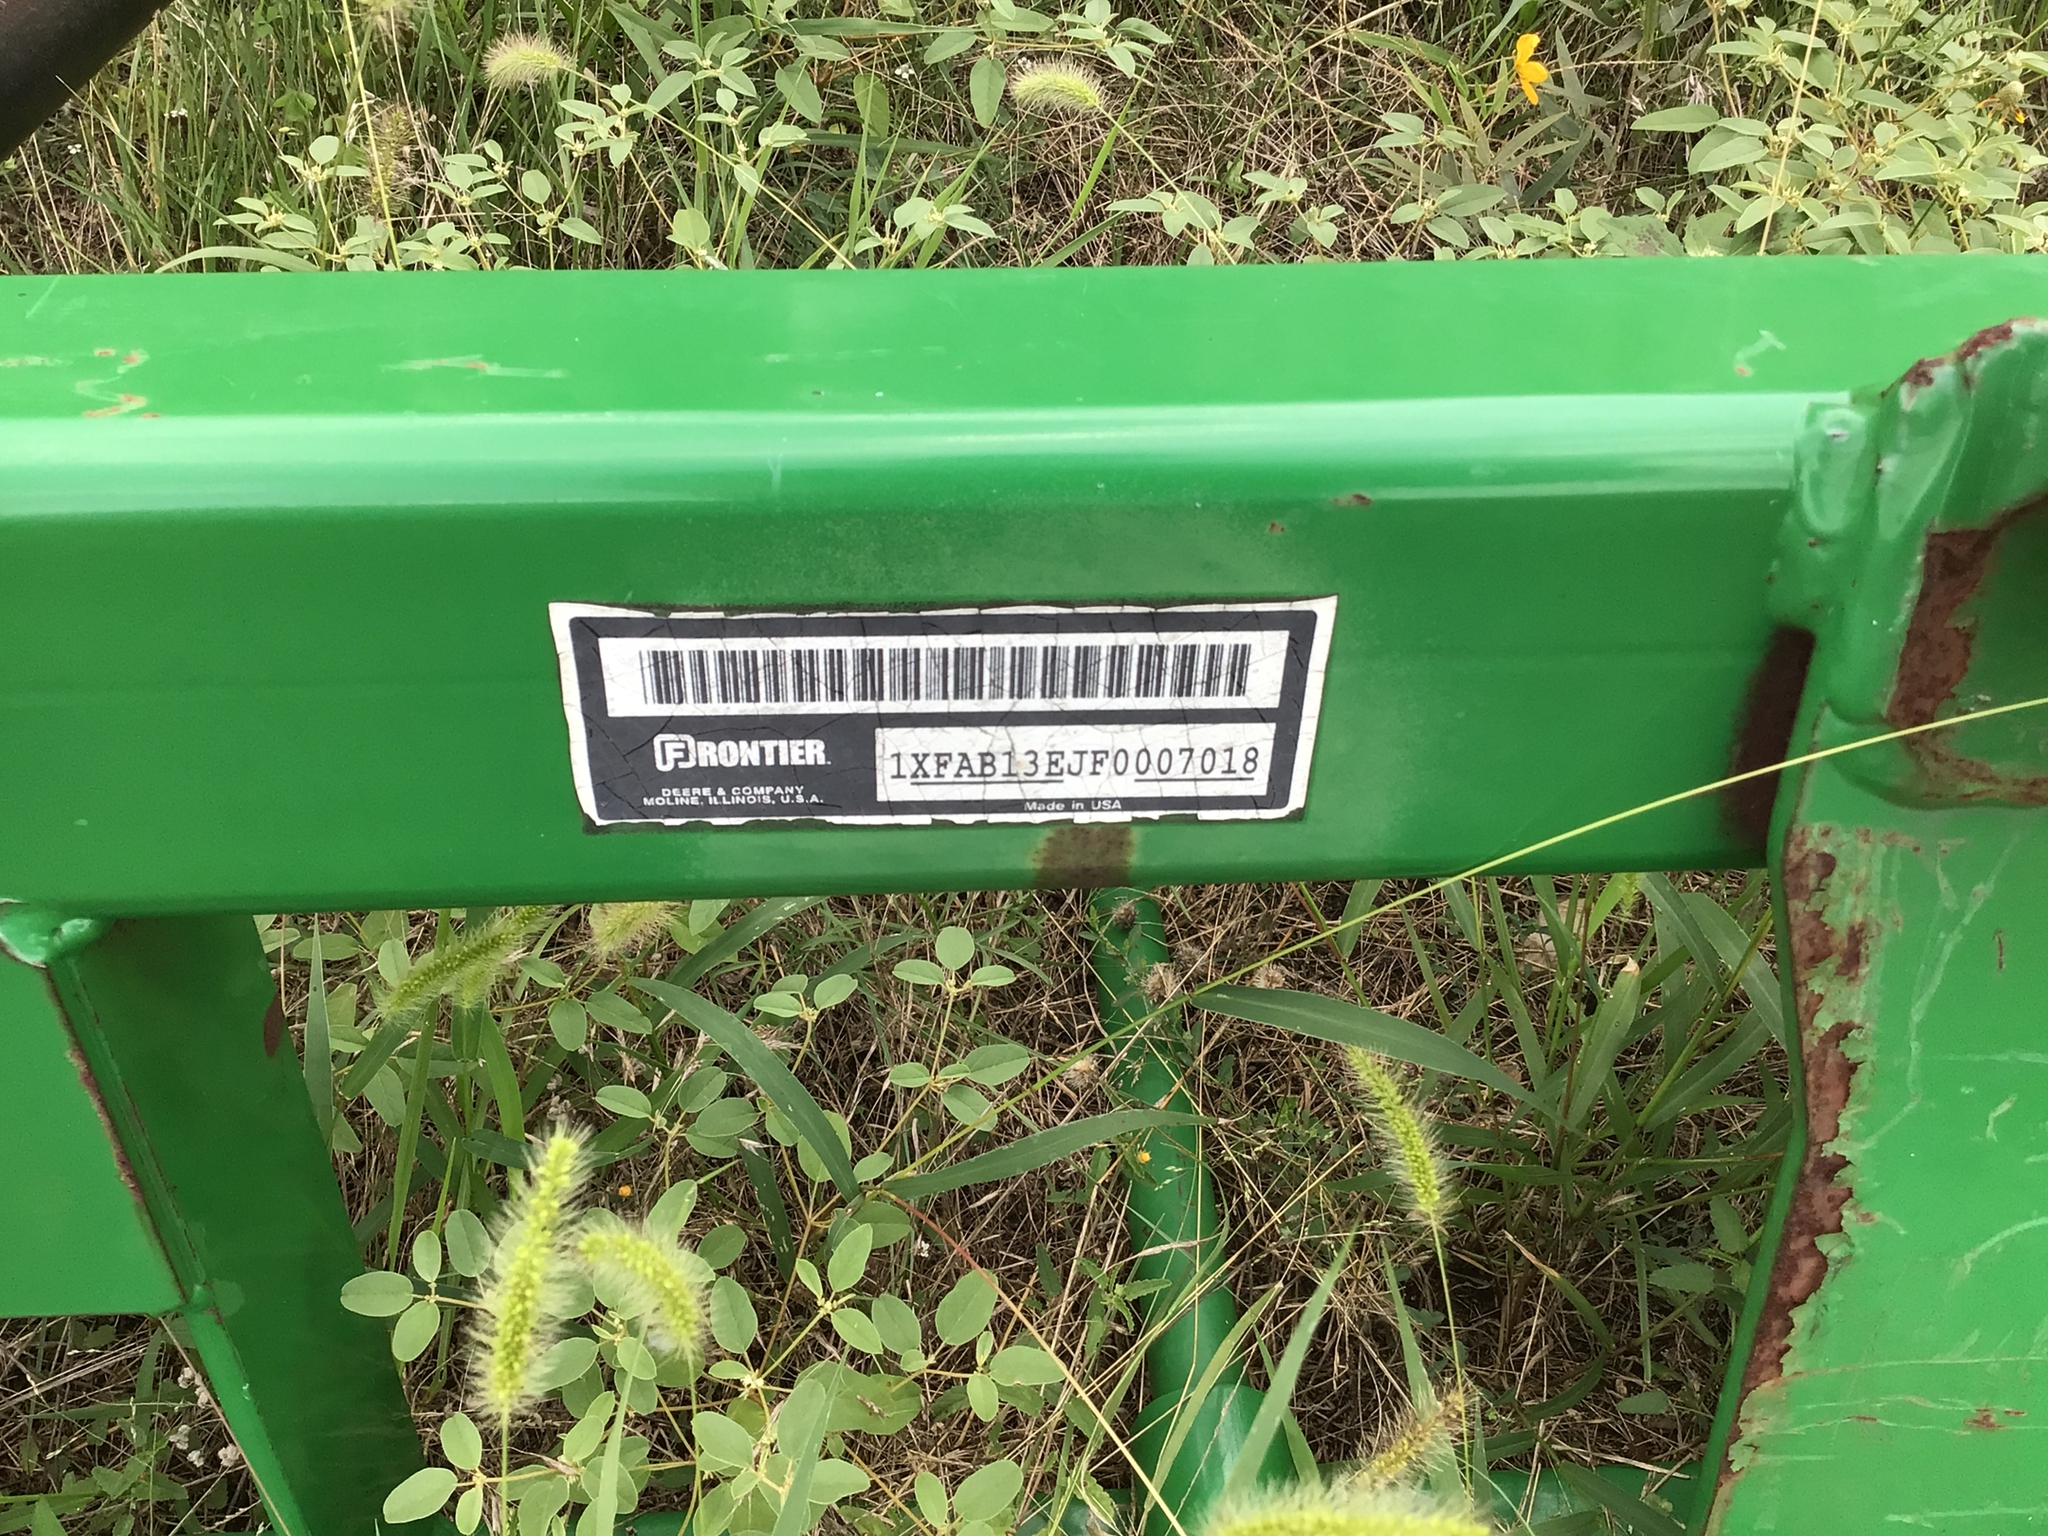 FRONTIER
DEERE & COMPANY
MOLINE, ILLINOIS, U.S.A.
1XFAB13EJF0007018
Made in USA